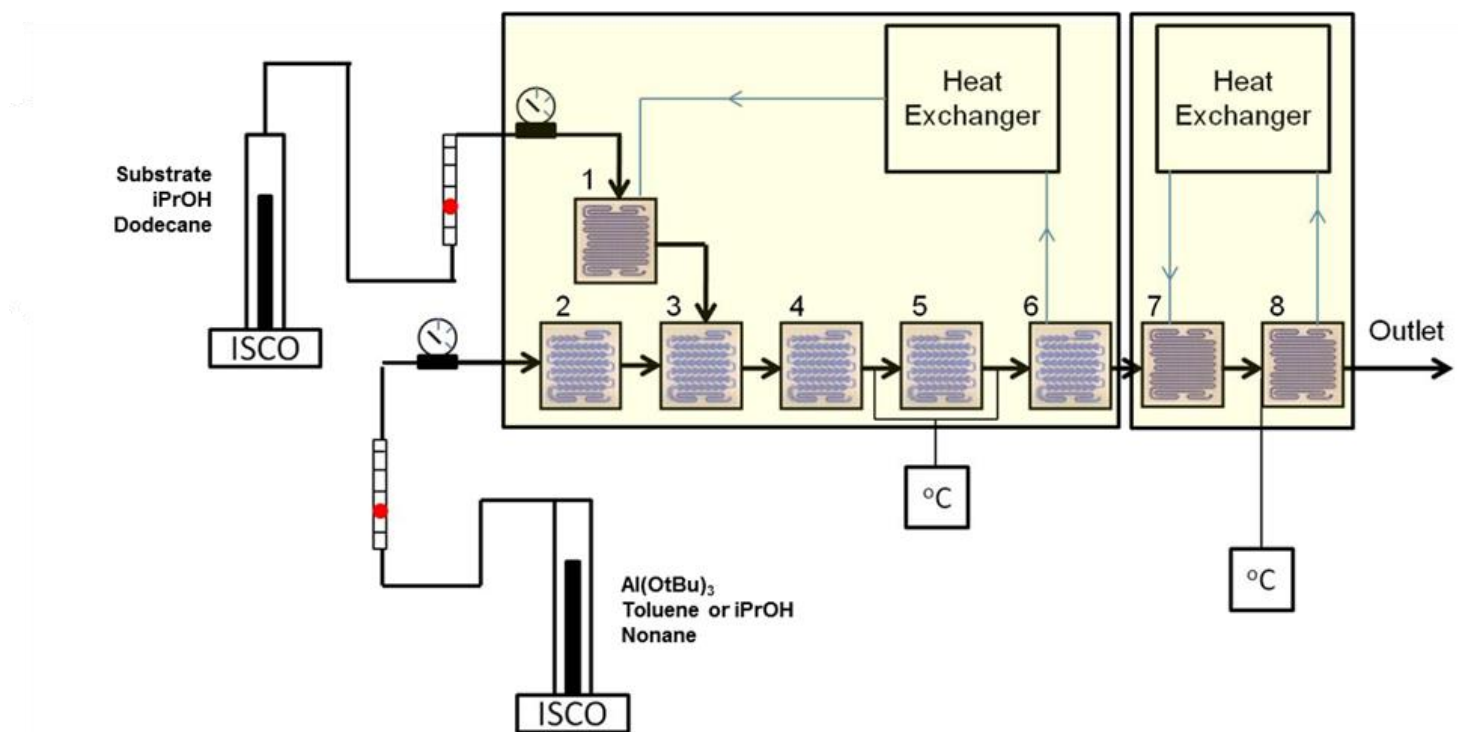 Heat
Exchanger
Heat
Exchanger
Substrate
iPrOH
Dodecane
1
2
3
4
5
6
7
8
Outlet
ISCO
°C
°C
Al(OtBu)₃
Toluene or iPrOH
Nonane
ISCO